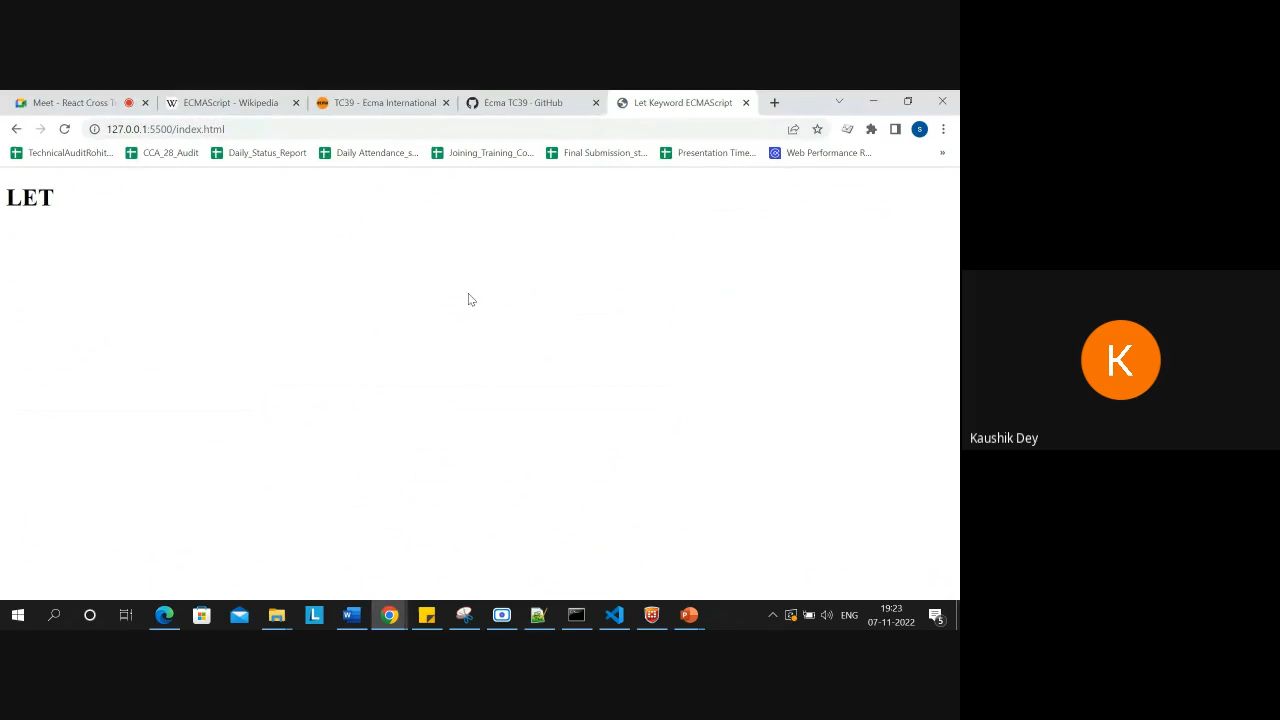 Meet - React Cross T
ECMAScript - Wikipedia
TC39 - Ecma International
Ecma TC39 · GitHub
Let Keyword ECMAScript
127.0.0.1:5500/index.html
S
TechnicalAuditRohit...
CCA_28_Audit
Daily_Status_Report
Daily Attendance_s...
Joining_Training_Co...
Final Submission_st...
Presentation Time...
Web Performance R...
»
LET
K
Kaushik Dey
L
ENG
19:23
07-11-2022
5